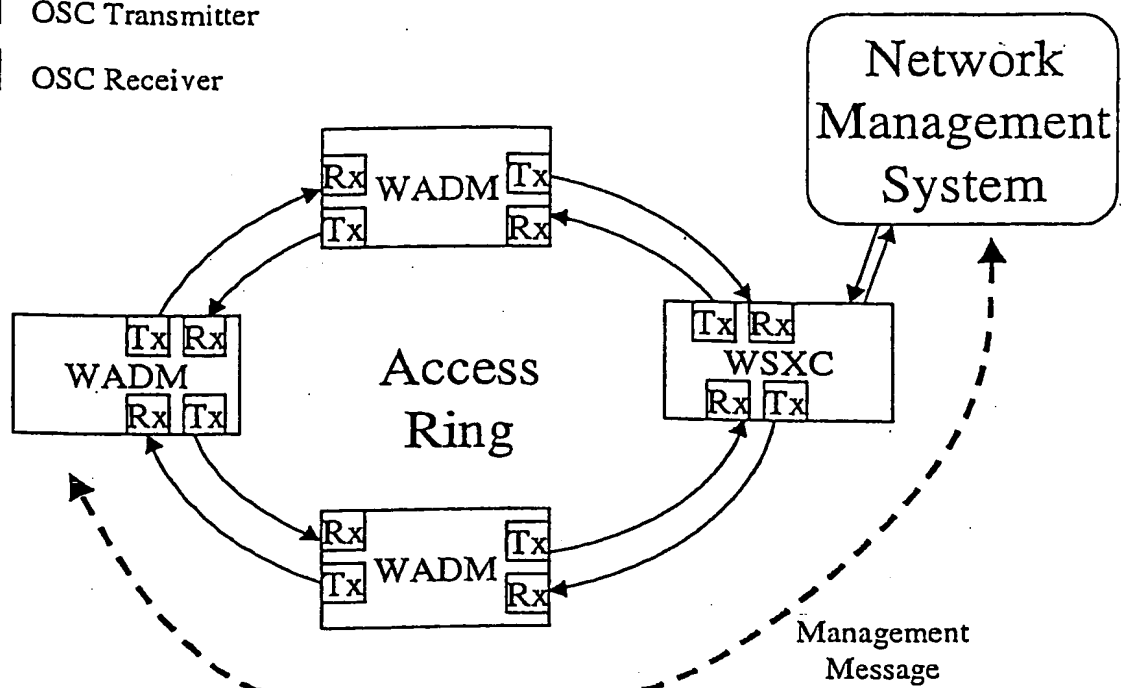 OSC Transmitter
OSC Receiver
Network
Management
System
Rx
WADM
Tx
Tx
Rx
Tx
Rx
WADM
Rx
Tx
Access
Ring
Tx
Rx
WSXC
Rx
Tx
Rx
WADM
Tx
Tx
Rx
Management
Message